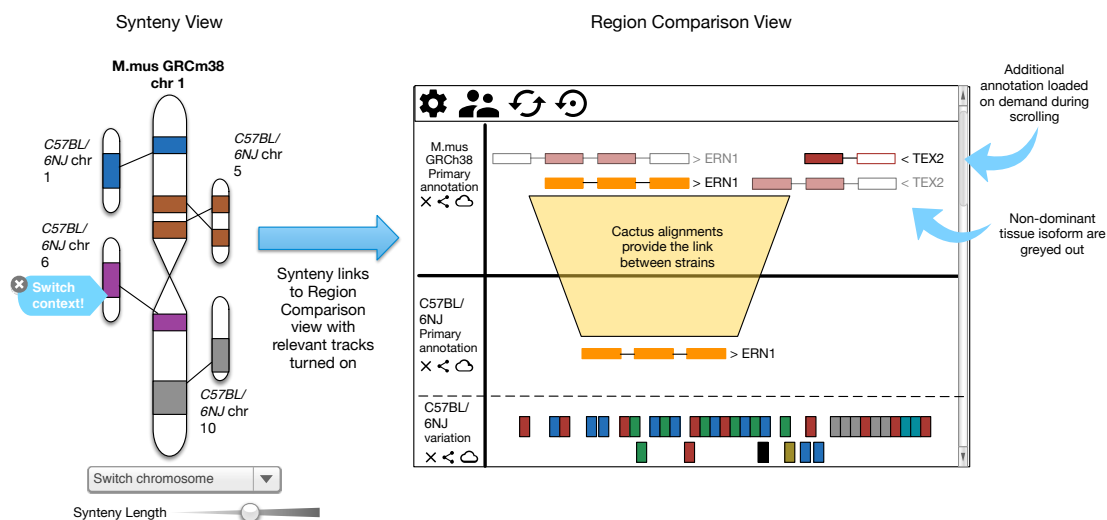 Synteny View
Region Comparison View
M.mus GRCm38
chr 1
C57BL/
6NJ chr
1
C57BL/
6NJ chr
5
C57BL/
6NJ chr
6
Switch
context!
C57BL/
6NJ chr
10
Switch chromosome
Synteny Length
Synteny links
to Region
Comparison
view with
relevant tracks
turned on
M.mus
GRCh38
Primary
annotation
> ERN1
< TEX2
> ERN1
< TEX2
Cactus alignments
provide the link
between strains
C57BL/
6NJ
Primary
annotation
> ERN1
C57BL/
6NJ
variation
Additional
annotation loaded
on demand during
scrolling
Non-dominant
tissue isoform are
greyed out